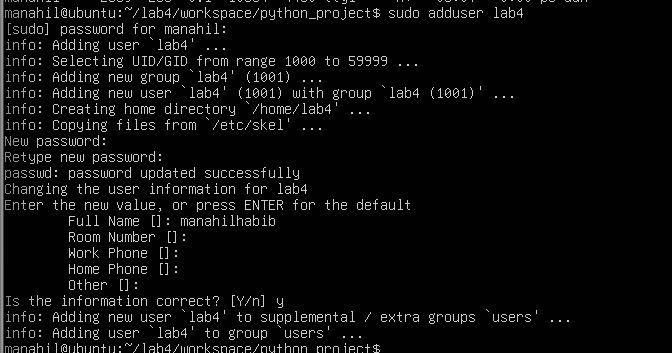 manahil@ubuntu:~/lab4/workspace/python_project$ sudo adduser lab4
[sudo] password for manahil:
info: Adding user `lab4' ...
info: Selecting UID/GID from range 1000 to 59999 ...
info: Adding new group `lab4' (1001) ...
info: Adding new user `lab4' (1001) with group `lab4 (1001)' ...
info: Creating home directory `/home/lab4' ...
info: Copying files from `/etc/skel' ...
New password:
Retype new password:
passwd: password updated successfully
Changing the user information for lab4
Enter the new value, or press ENTER for the default
Full Name []: manahilhabib
Room Number []:
Work Phone []:
Home Phone []:
Other []:
Is the information correct? [Y/n] y
info: Adding new user `lab4' to supplemental / extra groups `users' ...
info: Adding user `lab4' to group `users' ...
manahil@ubuntu:~/lab4/workspace/python_project$